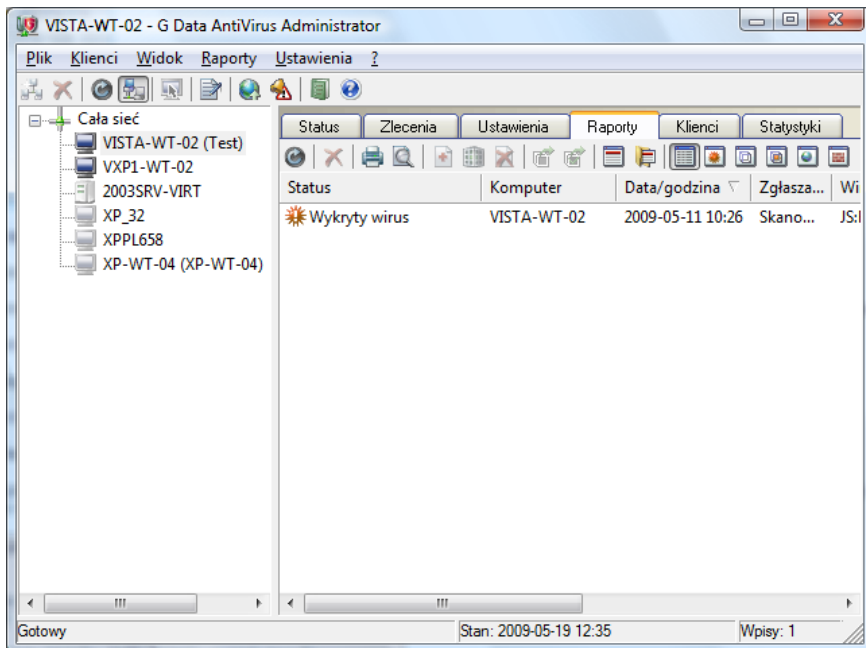 VISTA-WT-02 - G Data AntiVirus Administrator
Plik Klienci Widok Raporty Ustawienia ?
Cała sieć
VISTA-WT-02 (Test)
VXP1-WT-02
2003SRV-VIRT
XP_32
XPPL658
XP-WT-04 (XP-WT-04)
Status Zlecenia Ustawienia Raporty Klienci Statystyki
Status Komputer Data/godzina Zgłasza... Wi
Wykryty wirus VISTA-WT-02 2009-05-11 10:26 Skano... JS:I
Gotowy Stan: 2009-05-19 12:35 Wpisy: 1